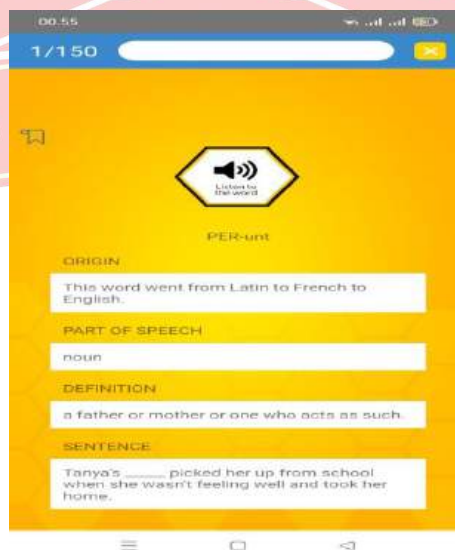 00.55
1/150
Listen to
the word
PER-unt
ORIGIN
This word went from Latin to French to
English.
PART OF SPEECH
noun
DEFINITION
a father or mother or one who acts as such.
SENTENCE
Tanya's _____ picked her up from school
when she wasn't feeling well and took her
home.